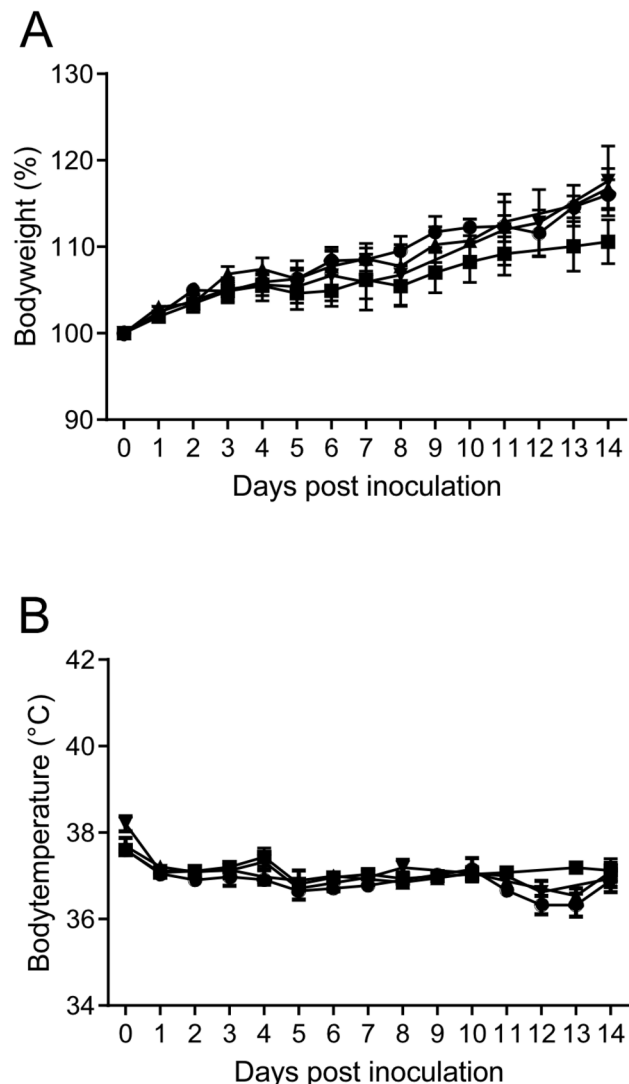 A
130
120
110
100
90
Bodyweight (%)
0 1 2 3 4 5 6 7 8 9 10 11 12 13 14
Days post inoculation
B
42
40
38
36
34
Bodytemperature (°C)
0 1 2 3 4 5 6 7 8 9 10 11 12 13 14
Days post inoculation